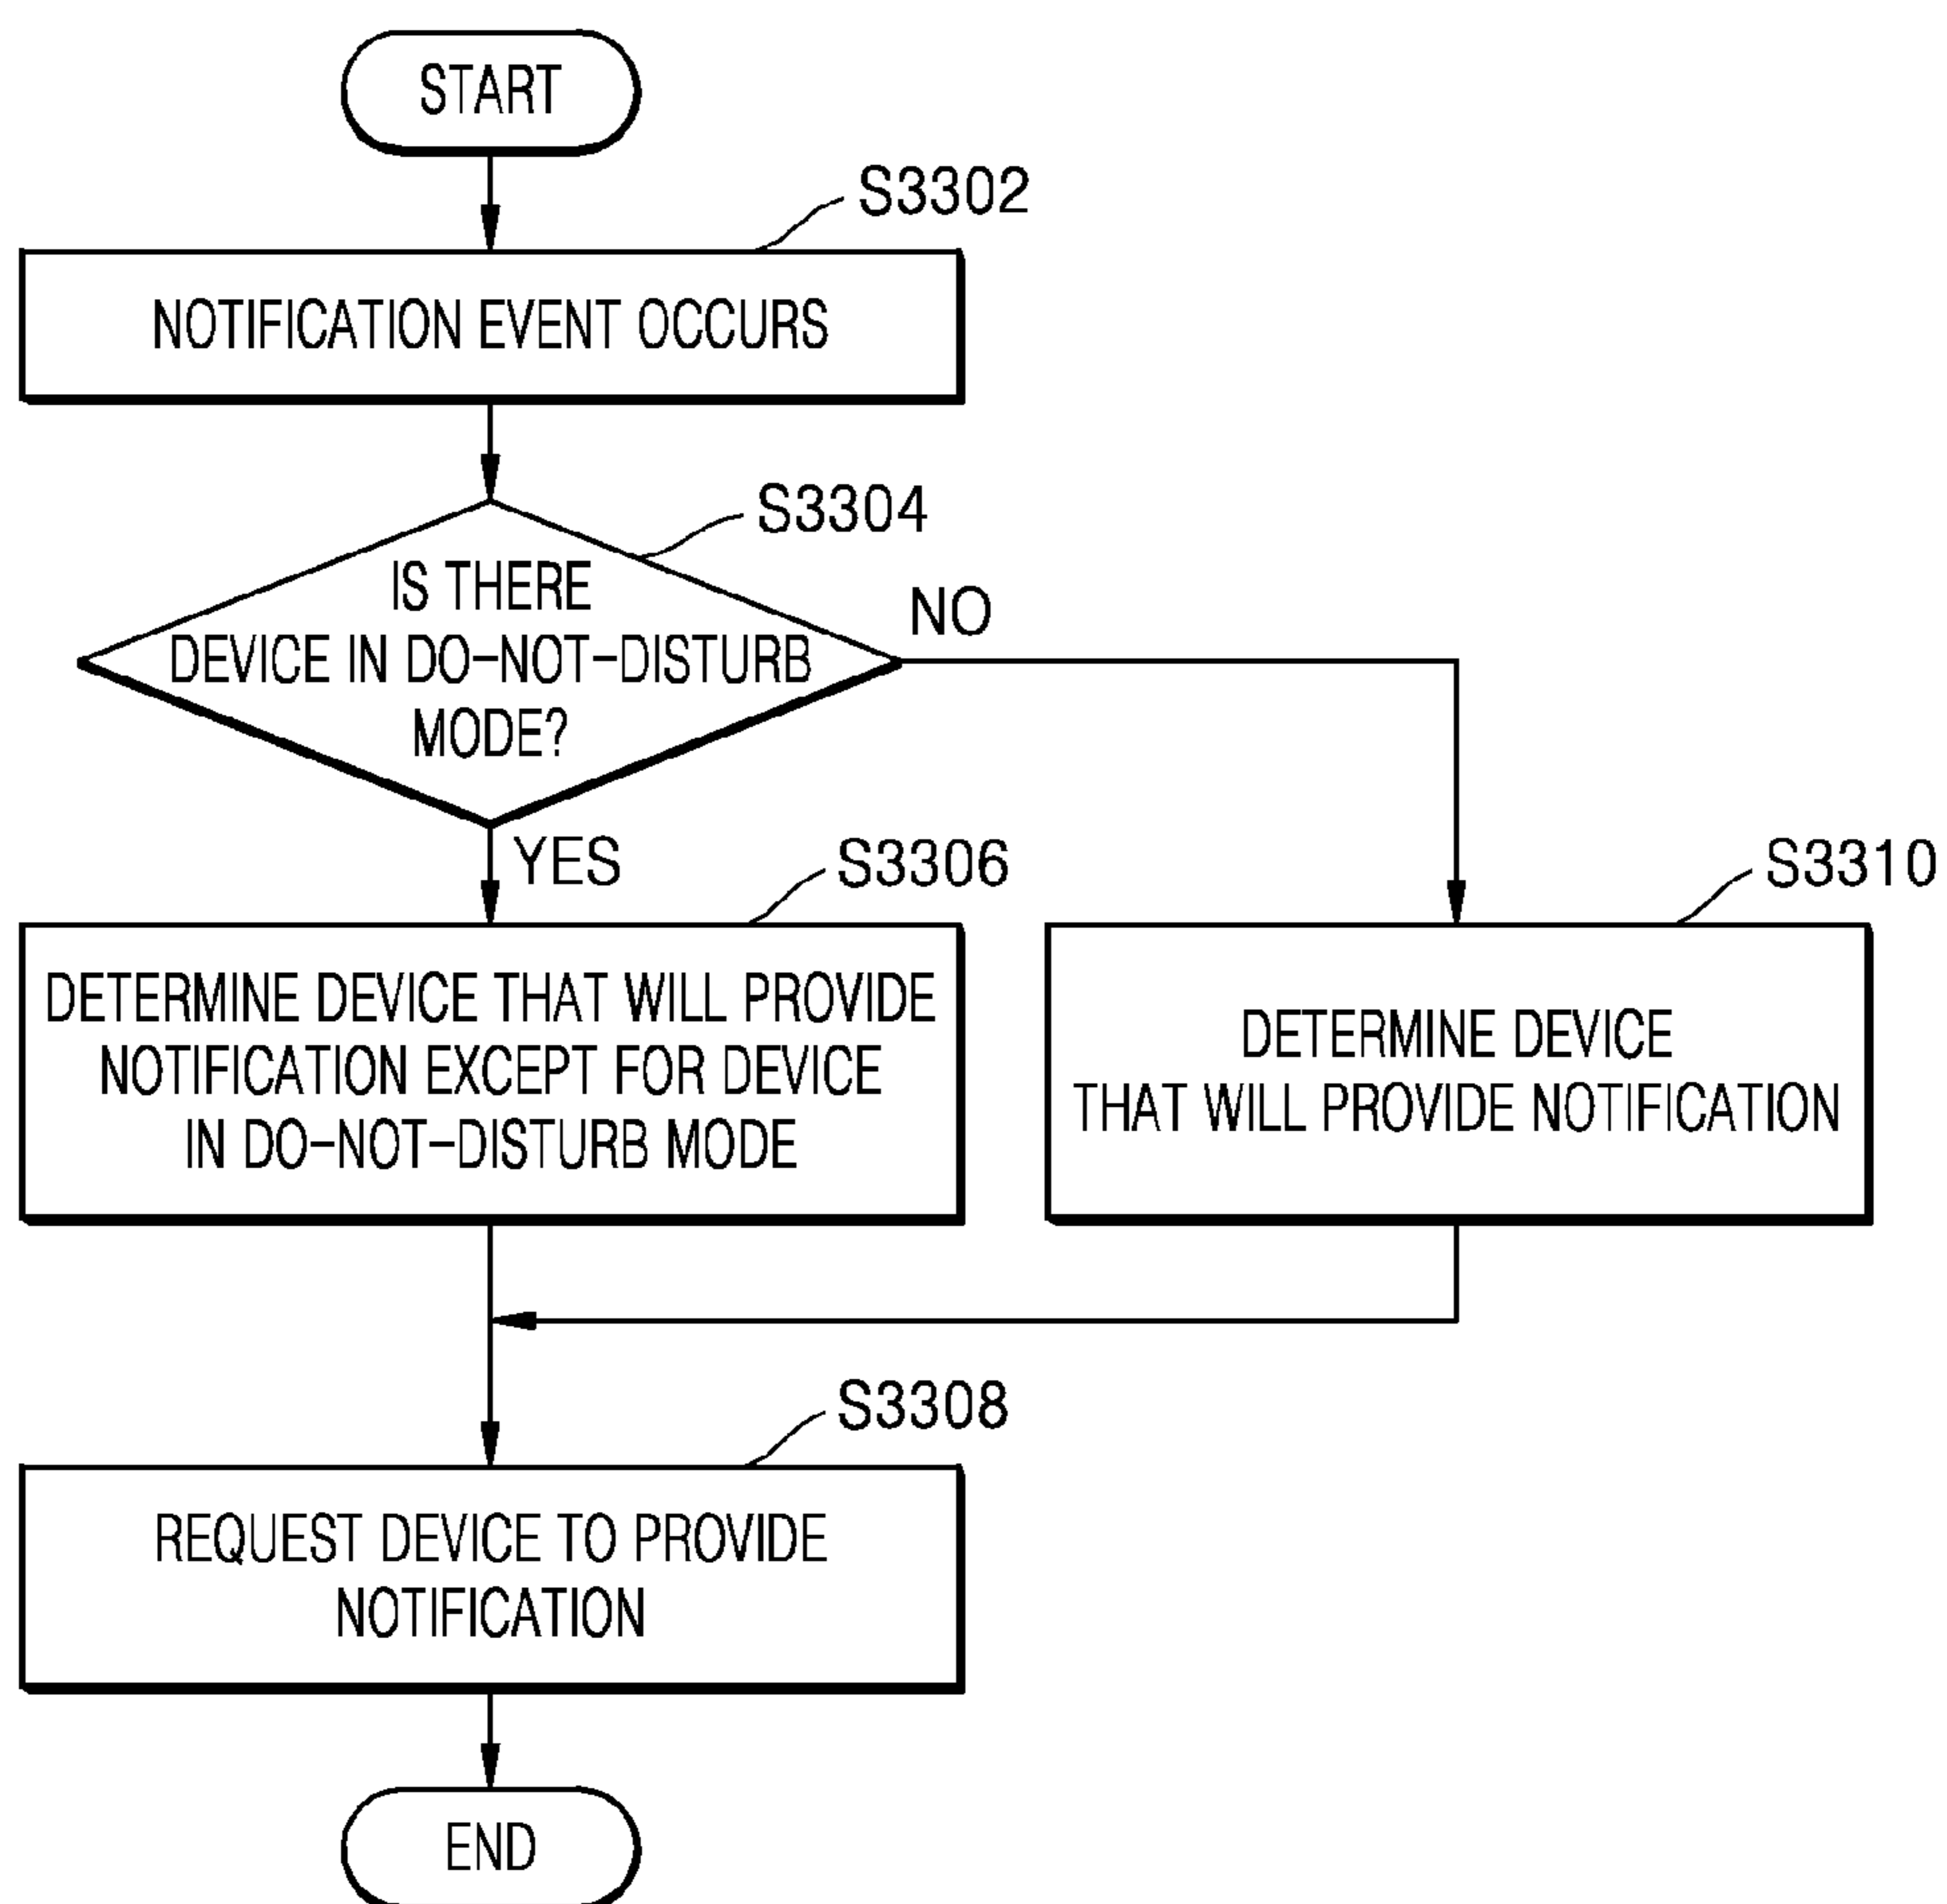 START
S3302
NOTIFICATION EVENT OCCURS
S3304
IS THERE
DEVICE IN DO-NOT-DISTURB
MODE?
NO
YES
S3306
DETERMINE DEVICE THAT WILL PROVIDE
NOTIFICATION EXCEPT FOR DEVICE
IN DO-NOT-DISTURB MODE
S3310
DETERMINE DEVICE
THAT WILL PROVIDE NOTIFICATION
S3308
REQUEST DEVICE TO PROVIDE
NOTIFICATION
END